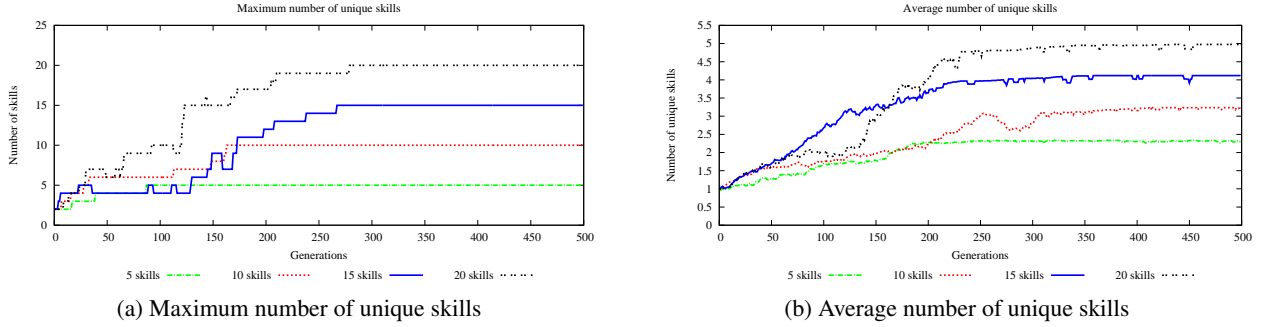 Maximum number of unique skills
25
20
15
10
5
0
Number of skills
0 50 100 150 200 250 300 350 400 450 500
Generations
5 skills 10 skills 15 skills 20 skills
(a) Maximum number of unique skills
Average number of unique skills
5.5
5
4.5
4
3.5
3
2.5
2
1.5
1
0.5
0
Number of unique skills
0 50 100 150 200 250 300 350 400 450 500
Generations
5 skills 10 skills 15 skills 20 skills
(b) Average number of unique skills